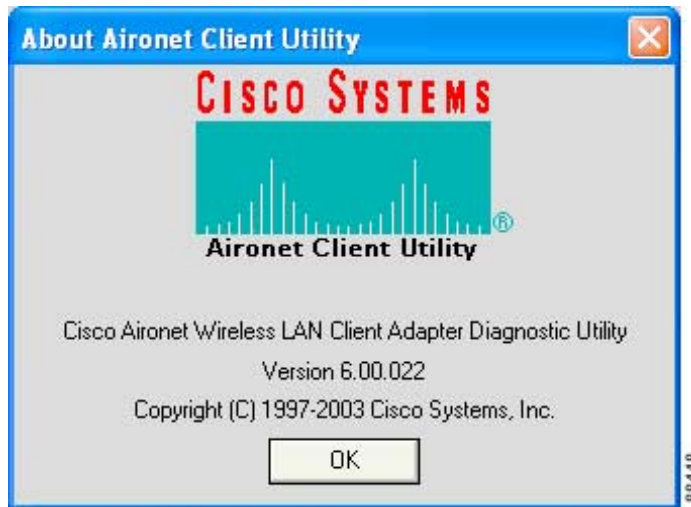 About Aironet Client Utility
CISCO SYSTEMS
®
Aironet Client Utility
Cisco Aironet Wireless LAN Client Adapter Diagnostic Utility
Version 6.00.022
Copyright (C) 1997-2003 Cisco Systems, Inc.
OK